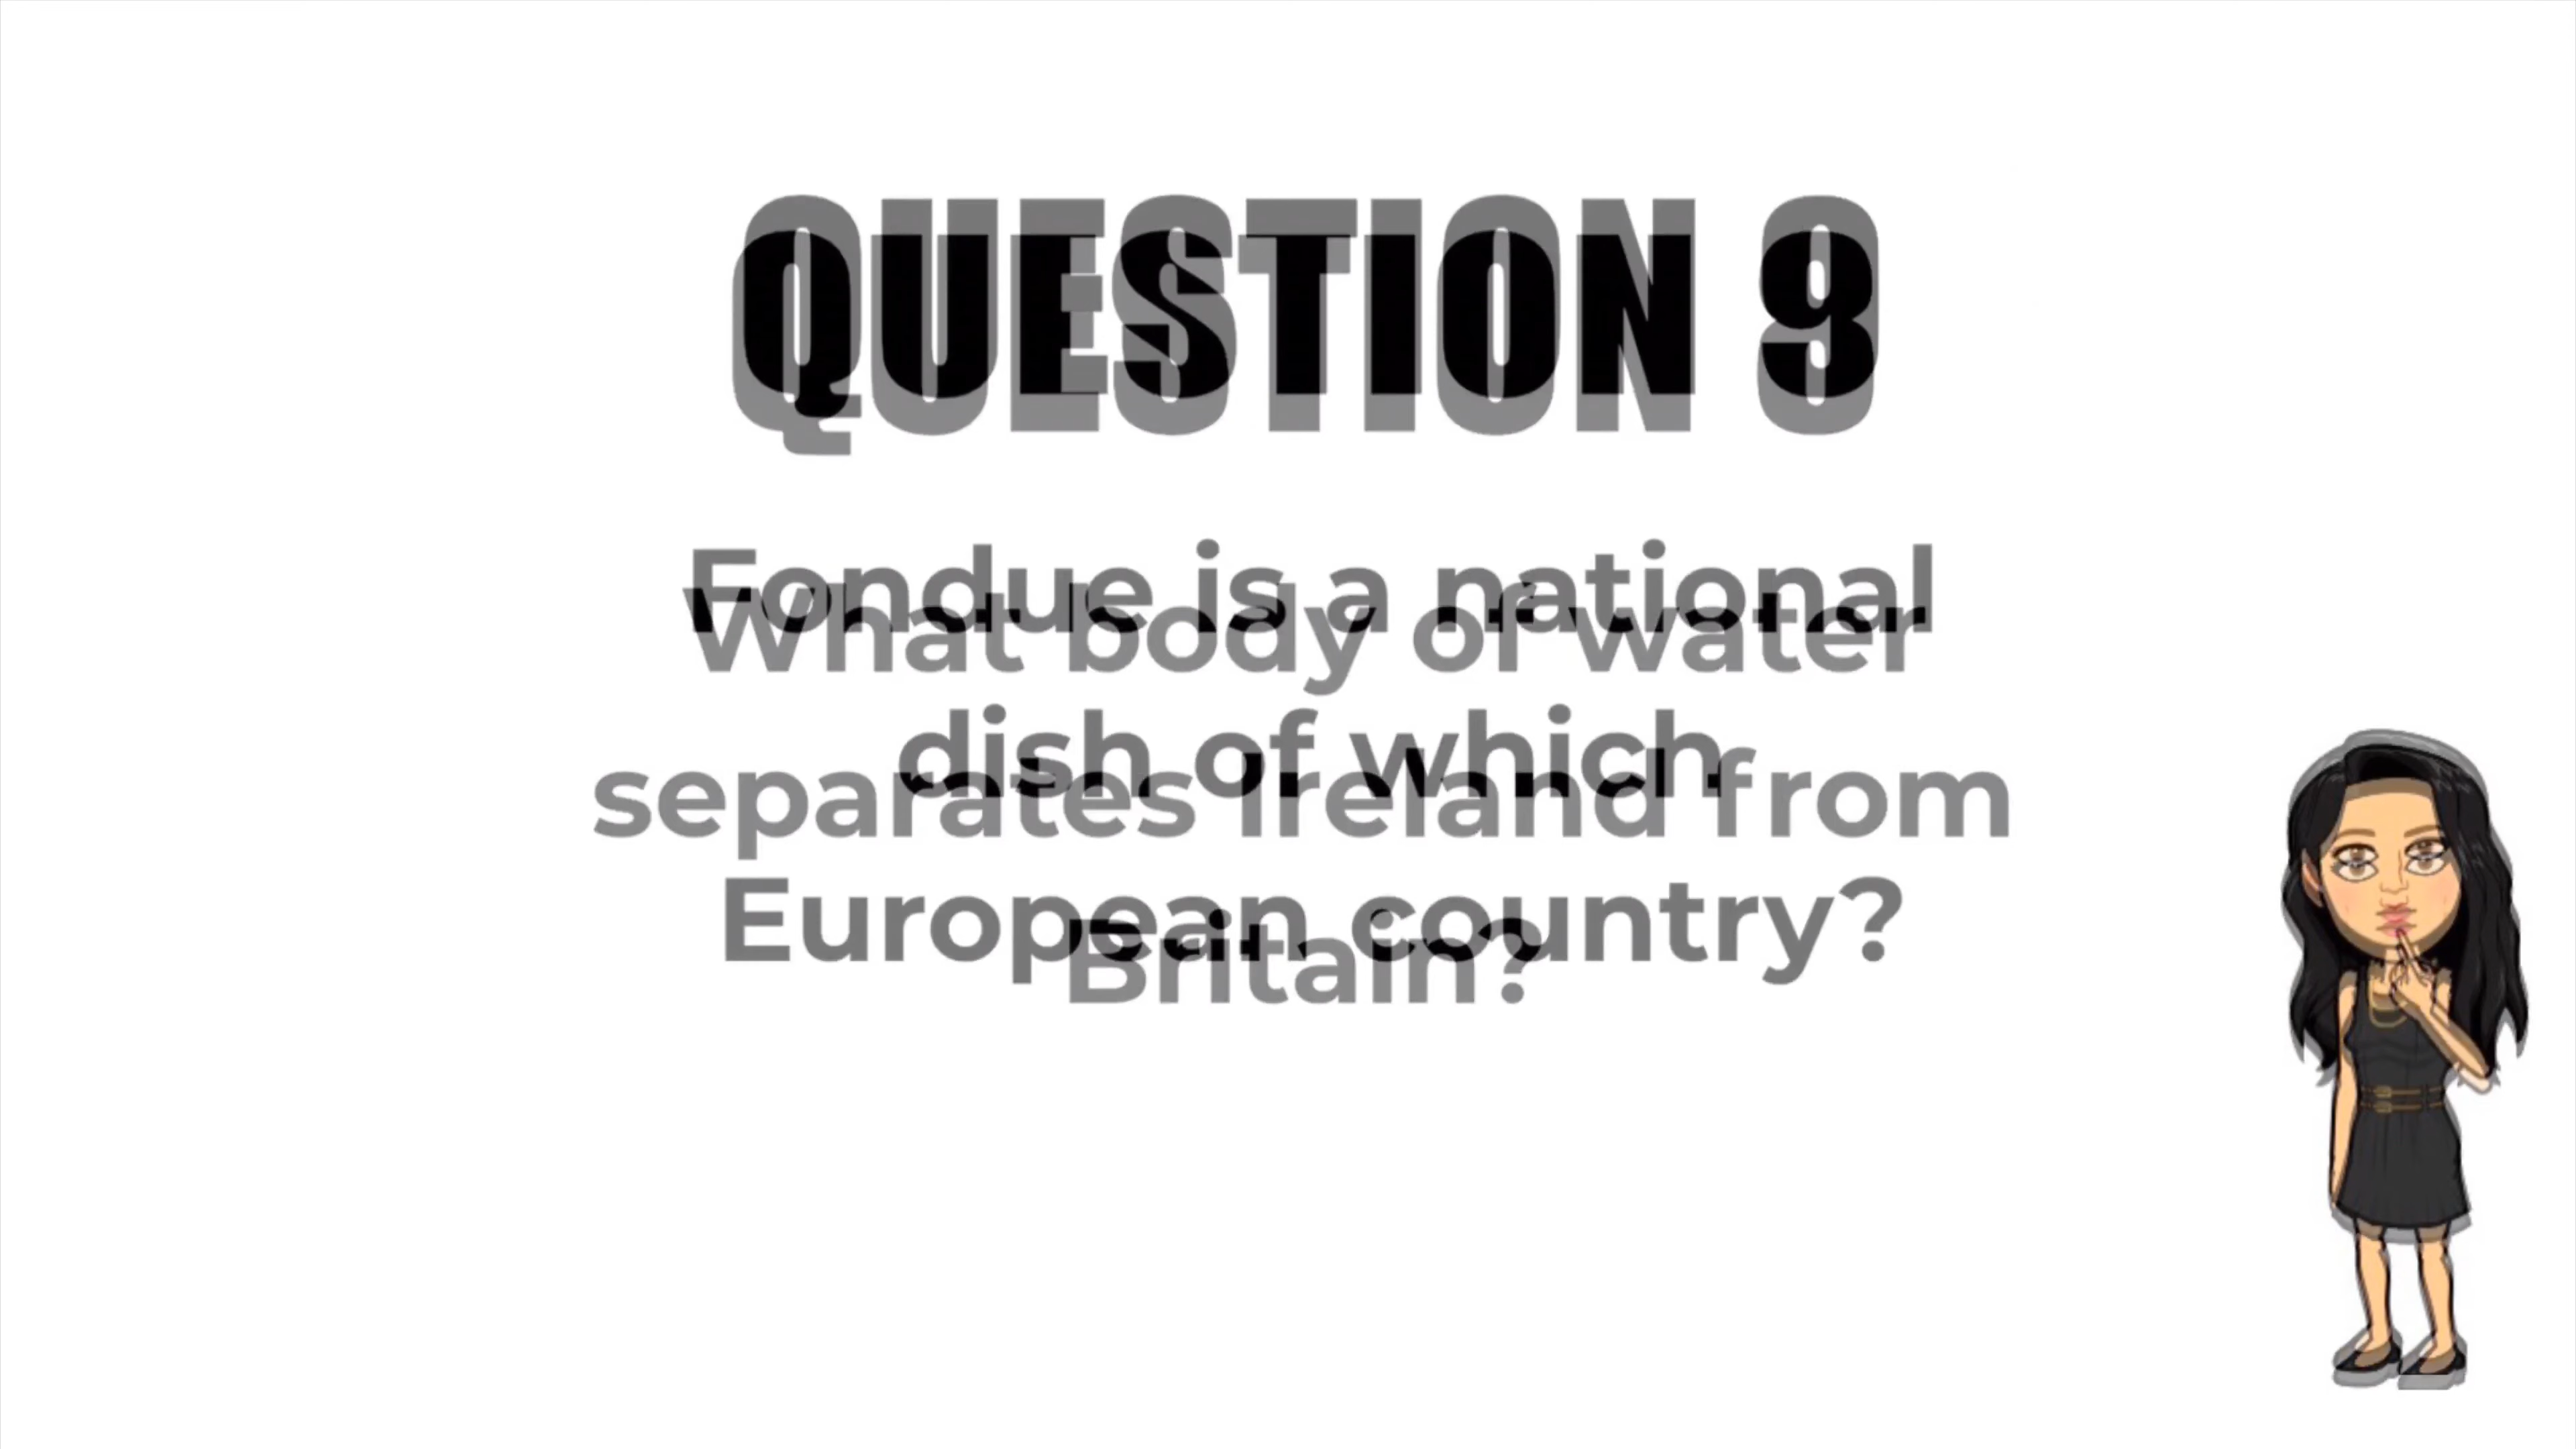 QUESTION 9
Fondue is a national
What body of water
dish of which
separates Ireland from
European country?
Britain?